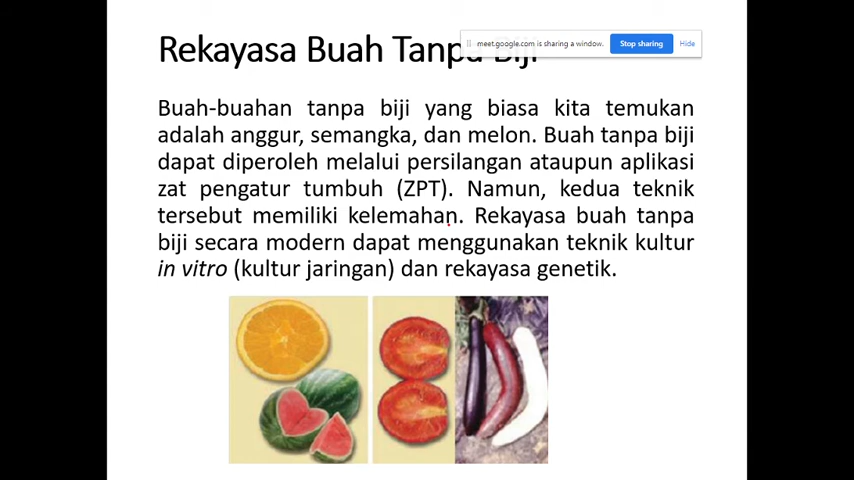 Rekayasa Buah Tanpa Biji
meet.google.com is sharing a window.
Stop sharing
Hide
Buah-buahan tanpa biji yang biasa kita temukan
adalah anggur, semangka, dan melon. Buah tanpa biji
dapat diperoleh melalui persilangan ataupun aplikasi
zat pengatur tumbuh (ZPT). Namun, kedua teknik
tersebut memiliki kelemahan. Rekayasa buah tanpa
biji secara modern dapat menggunakan teknik kultur
in vitro (kultur jaringan) dan rekayasa genetik.